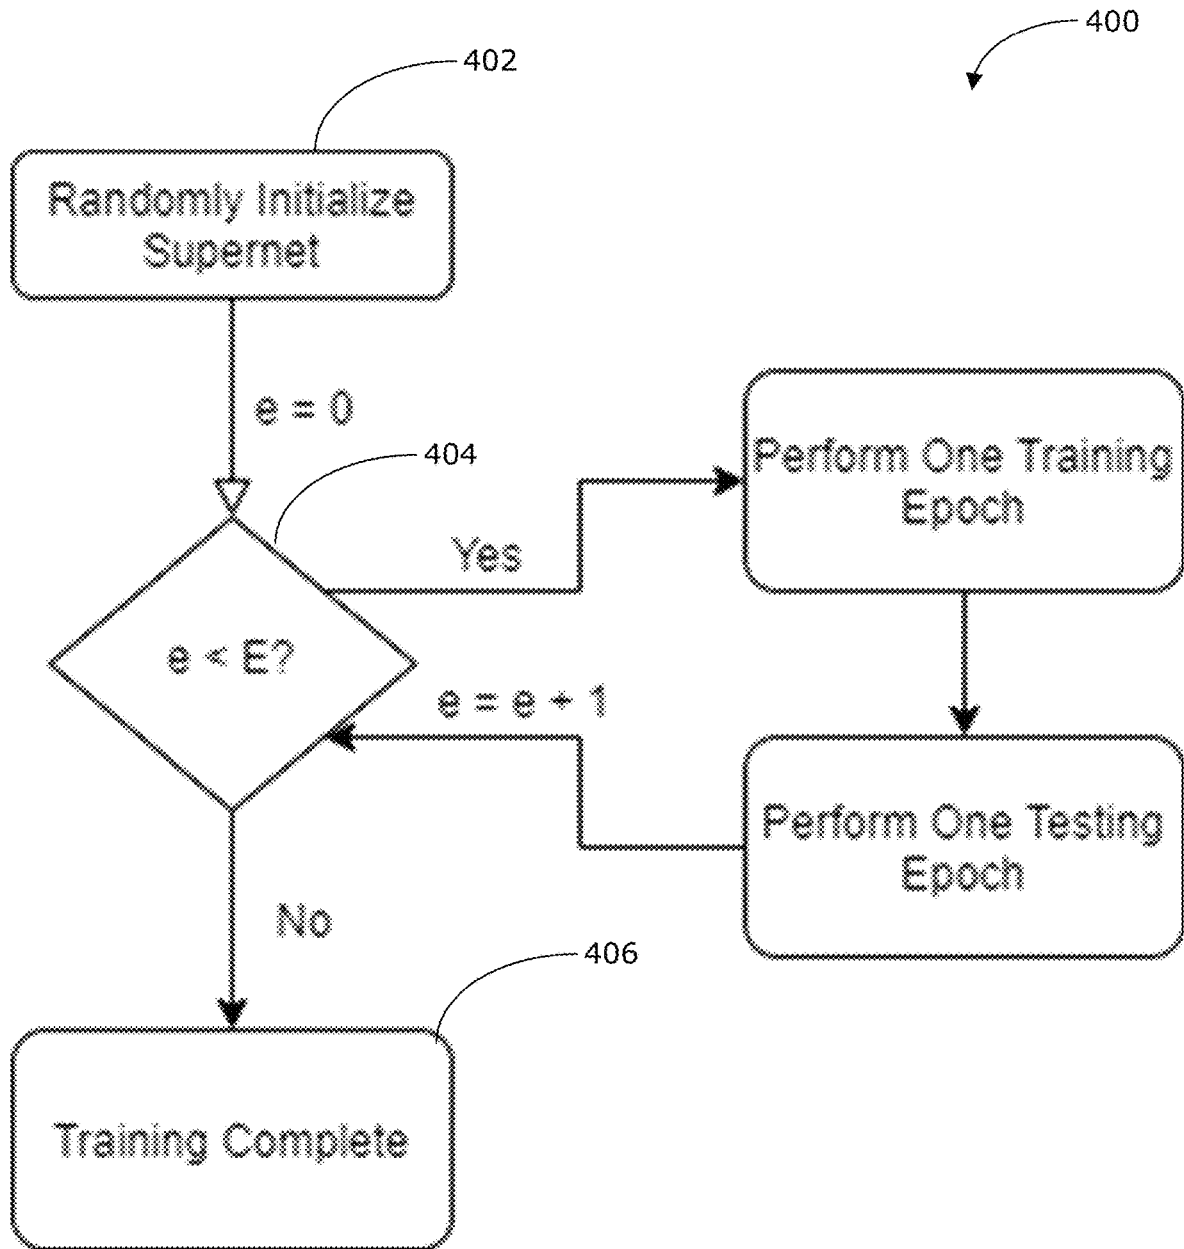 400
402
Randomly Initialize
Supernet
e = 0
404
Perform One Training
Epoch
Yes
e < E?
e = e + 1
Perform One Testing
Epoch
No
406
Training Complete